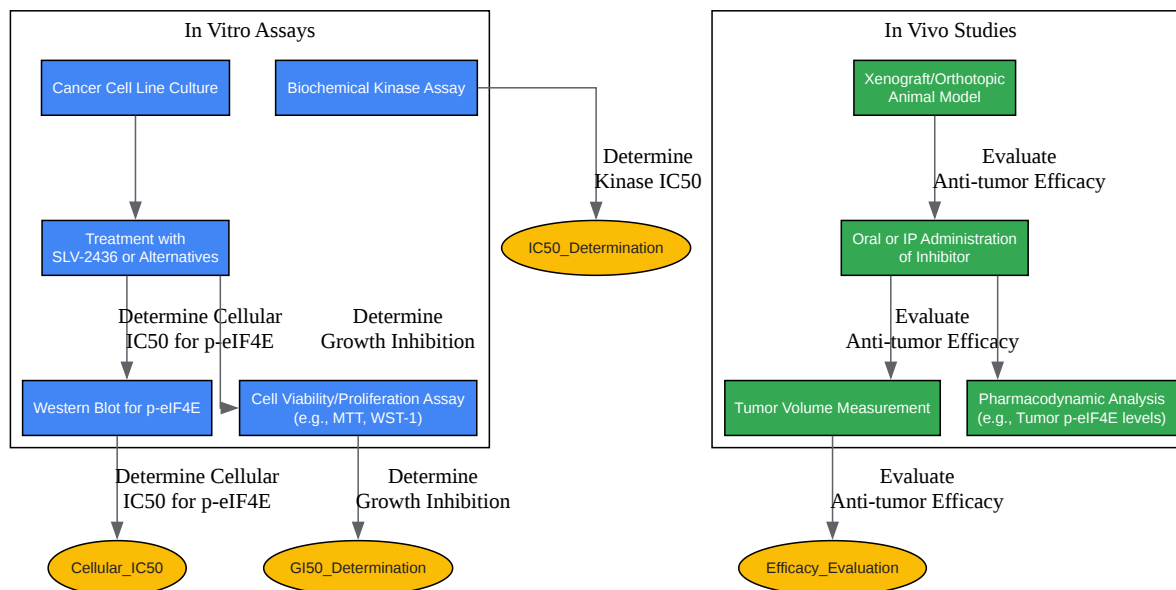 In Vitro Assays
Cancer Cell Line Culture
Biochemical Kinase Assay
Determine
Kinase IC50
Treatment with
SLV-2436 or Alternatives
IC50_Determination
Determine Cellular
IC50 for p-eIF4E
Determine
Growth Inhibition
Western Blot for p-eIF4E
Cell Viability/Proliferation Assay
(e.g., MTT, WST-1)
Determine Cellular
IC50 for p-eIF4E
Determine
Growth Inhibition
Cellular_IC50
GI50_Determination
In Vivo Studies
Xenograft/Orthotopic
Animal Model
Evaluate
Anti-tumor Efficacy
Oral or IP Administration
of Inhibitor
Evaluate
Anti-tumor Efficacy
Tumor Volume Measurement
Pharmacodynamic Analysis
(e.g., Tumor p-eIF4E levels)
Evaluate
Anti-tumor Efficacy
Efficacy_Evaluation